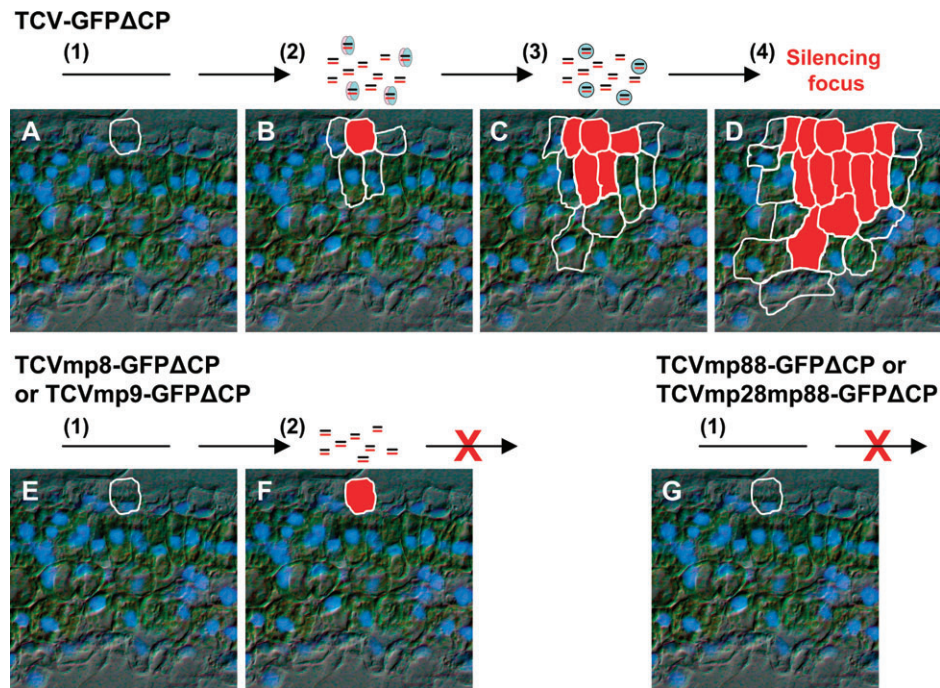 TCV-GFPΔCP
(1) (2) (3) (4) Silencing
focus
A B C D
TCVmp8-GFPΔCP
or TCVmp9-GFPΔCP
(1) (2) X
E F
TCVmp88-GFPΔCP or
TCVmp28mp88-GFPΔCP
(1) X
G